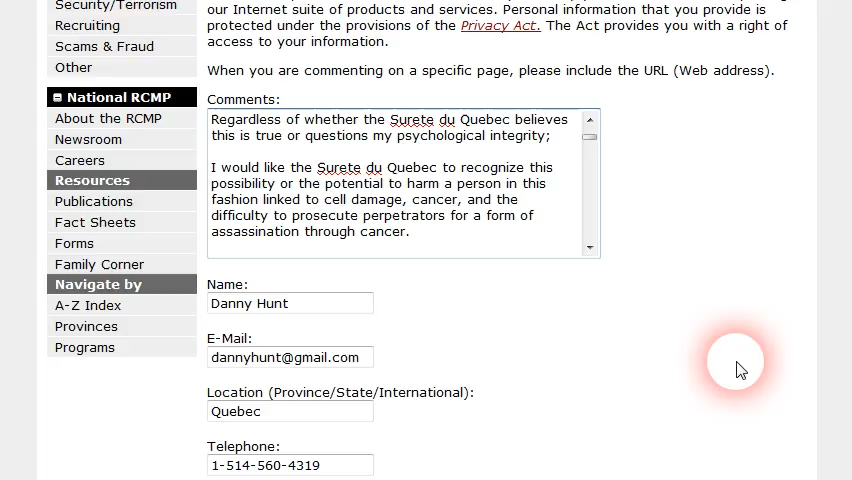 Security/Terrorism
Recruiting
Scams & Fraud
Other
National RCMP
About the RCMP
Newsroom
Careers
Resources
Publications
Fact Sheets
Forms
Family Corner
Navigate by
A-Z Index
Provinces
Programs
our Internet suite of products and services. Personal information that you provide is
protected under the provisions of the Privacy Act. The Act provides you with a right of
access to your information.
When you are commenting on a specific page, please include the URL (Web address).
Comments:
Regardless of whether the Surete du Quebec believes
this is true or questions my psychological integrity;
I would like the Surete du Quebec to recognize this
possibility or the potential to harm a person in this
fashion linked to cell damage, cancer, and the
difficulty to prosecute perpetrators for a form of
assassination through cancer.
Name:
Danny Hunt
E-Mail:
dannyhunt@gmail.com
Location (Province/State/International):
Quebec
Telephone:
1-514-560-4319